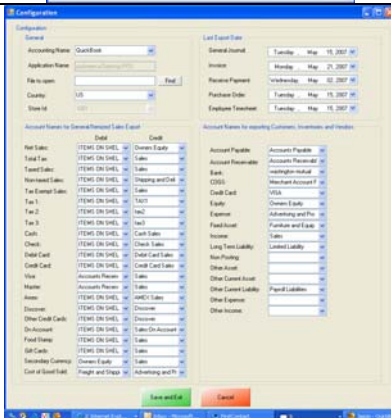 Configuration
Configuration
General
Accounting Name: QuickBook
Application Name:
File to open: Find
Country: US
Store Id:
Last Export Date
General Journal: Tuesday , May 15, 2007
Invoice: Monday , May 21, 2007
Receive Payment: Wednesday May 02, 2007
Purchase Order: Tuesday , May 15, 2007
Employee Timesheet: Tuesday , May 15, 2007
Account Names for General/Itemized Sales Export
Debit Credit
Net Sales: ITEMS ON SHEL Owners Equity
Total Tax: ITEMS ON SHEL Sales
Taxed Sales: ITEMS ON SHEL Sales
Non-taxed Sales: ITEMS ON SHEL Shipping and Deli
Tax Exempt Sales: ITEMS ON SHEL Sales
Tax 1: ITEMS ON SHEL TAX1
Tax 2: ITEMS ON SHEL tax2
Tax 3: ITEMS ON SHEL tax3
Cash: ITEMS ON SHEL Cash Sales
Check: ITEMS ON SHEL Check Sales
Debit Card: ITEMS ON SHEL Debit Card Sales
Credit Card: ITEMS ON SHEL Credit Card Sales
Visa: Accounts Receiv Sales
Master: Accounts Receiv Sales
Amex: ITEMS ON SHEL AMEX Sales
Discover: ITEMS ON SHEL Discover
Other Credit Cards: ITEMS ON SHEL Discover
On Account: ITEMS ON SHEL Sales On Account
Food Stamp: ITEMS ON SHEL Sales
Gift Cards: ITEMS ON SHEL Sales
Secondary Currency: Owners Equity Sales
Cost of Good Sold: Freight and Shippi Advertising and Pr
Account Names for exporting Customers, Inventories and Vendors
Account Payable: Accounts Payable
Account Receivable: Accounts Receivabl
Bank: washington mutual
COGS: Merchant Account F
Credit Card: VISA
Equity: Owners Equity
Expense: Advertising and Pro
Fixed Asset: Furniture and Equip
Income: Sales
Long Term Liability: Limited Liability
Non Posting:
Other Asset:
Other Current Asset:
Other Current Liability: Payroll Liabilities
Other Expense:
Other Income:
Save and Exit Cancel